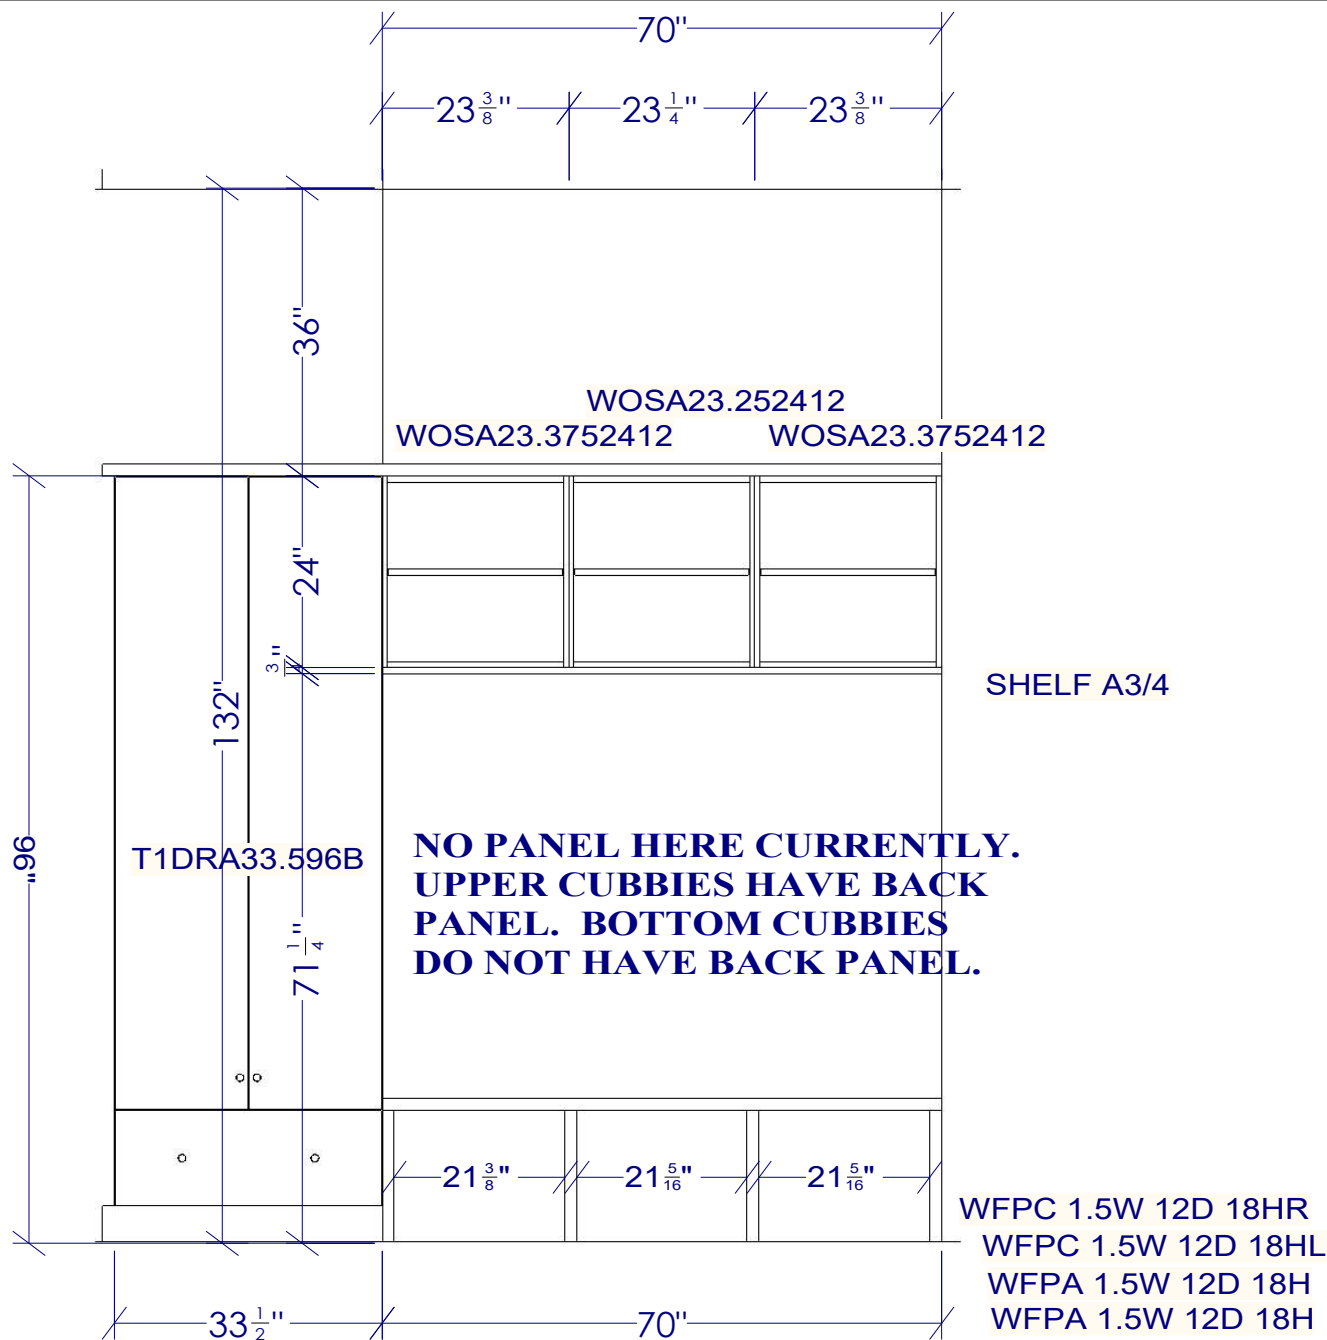 70"
23 3/8" 23 1/4" 23 3/8"
36"
WOSA23.252412
WOSA23.3752412 WOSA23.3752412
24"
3/4"
SHELF A3/4
132"
96"
T1DRA33.596B
NO PANEL HERE CURRENTLY.
UPPER CUBBIES HAVE BACK
PANEL. BOTTOM CUBBIES
DO NOT HAVE BACK PANEL.
71 1/4"
21 3/8" 21 5/16" 21 5/16"
WFPC 1.5W 12D 18HR
WFPC 1.5W 12D 18HL
WFPA 1.5W 12D 18H
WFPA 1.5W 12D 18H
33 1/2" 70"